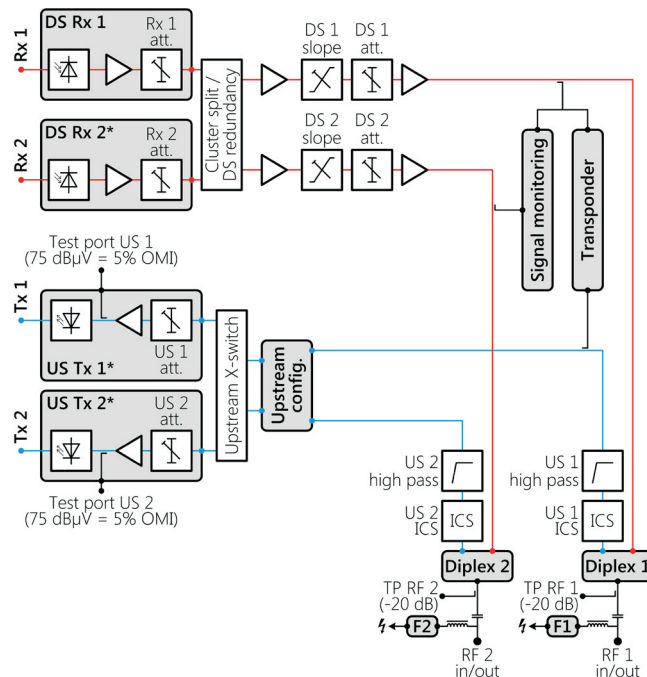 Rx 1
DS Rx 1
Rx 1
att.
Cluster split /
DS redundancy
DS 1
slope
DS 1
att.
Rx 2
DS Rx 2*
Rx 2
att.
DS 2
slope
DS 2
att.
Signal monitoring
Transponder
Test port US 1
(75 dBµV = 5% OMI)
Tx 1
US Tx 1*
US 1
att.
Upstream X-switch
Upstream
config.
Tx 2
US Tx 2*
US 2
att.
Test port US 2
(75 dBµV = 5% OMI)
US 2
high pass
US 1
high pass
US 2
ICS
ICS
US 1
ICS
ICS
Diplex 2
Diplex 1
TP RF 2
(-20 dB)
TP RF 1
(-20 dB)
F2
F1
RF 2
in/out
RF 1
in/out